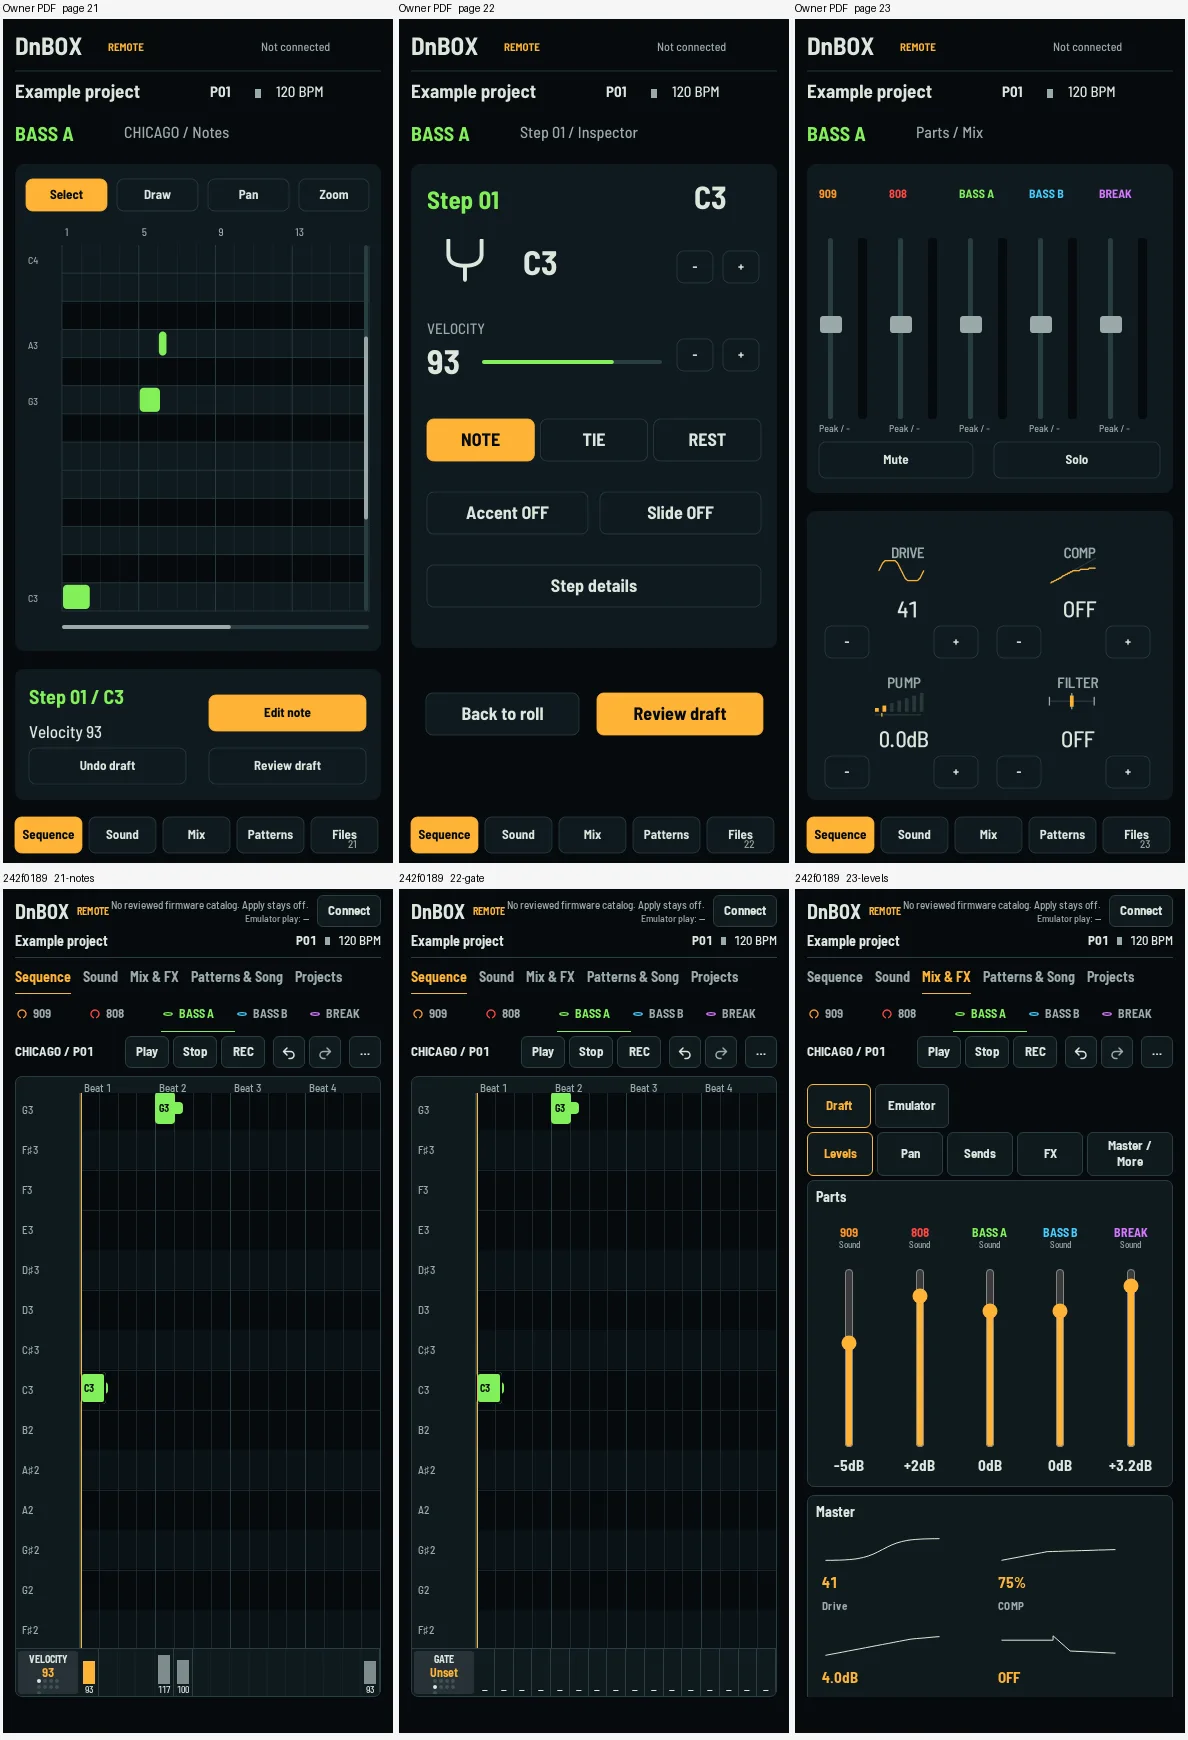 Owner PDF page 21
DnBOX REMOTE Not connected
Example project P01 120 BPM
BASS A CHICAGO / Notes
Select Draw Pan Zoom
1 5 9 13
C4
A3
G3
C3
Step 01 / C3
Edit note
Velocity 93
Undo draft Review draft
Sequence Sound Mix Patterns Files
21
Owner PDF page 22
DnBOX REMOTE Not connected
Example project P01 120 BPM
BASS A Step 01 / Inspector
Step 01 C3
C3 - +
VELOCITY
93 - +
NOTE TIE REST
Accent OFF Slide OFF
Step details
Back to roll Review draft
Sequence Sound Mix Patterns Files
22
Owner PDF page 23
DnBOX REMOTE Not connected
Example project P01 120 BPM
BASS A Parts / Mix
909 808 BASS A BASS B BREAK
Peak / - Peak / - Peak / - Peak / - Peak / -
Mute Solo
DRIVE COMP
41 OFF
- + - +
PUMP FILTER
0.0dB OFF
- + - +
Sequence Sound Mix Patterns Files
23
242f0189 21-notes
DnBOX REMOTE No reviewed firmware catalog. Apply stays off. Connect
Emulator play: —
Example project P01 120 BPM
Sequence Sound Mix & FX Patterns & Song Projects
909 808 BASS A BASS B BREAK
CHICAGO / P01 Play Stop REC ...
Beat 1 Beat 2 Beat 3 Beat 4
G3 G3
F♯3
F3
E3
D♯3
D3
C♯3
C3 C3
B2
A♯2
A2
G♯2
G2
F♯2
VELOCITY
93
93 117 100 93
242f0189 22-gate
DnBOX REMOTE No reviewed firmware catalog. Apply stays off. Connect
Emulator play: —
Example project P01 120 BPM
Sequence Sound Mix & FX Patterns & Song Projects
909 808 BASS A BASS B BREAK
CHICAGO / P01 Play Stop REC ...
Beat 1 Beat 2 Beat 3 Beat 4
G3 G3
F♯3
F3
E3
D♯3
D3
C♯3
C3 C3
B2
A♯2
A2
G♯2
G2
F♯2
GATE
Unset
– – – – – – – – – – – – – – – –
242f0189 23-levels
DnBOX REMOTE No reviewed firmware catalog. Apply stays off. Connect
Emulator play: —
Example project P01 120 BPM
Sequence Sound Mix & FX Patterns & Song Projects
909 808 BASS A BASS B BREAK
CHICAGO / P01 Play Stop REC ...
Draft Emulator
Levels Pan Sends FX Master / More
Parts
909 808 BASS A BASS B BREAK
Sound Sound Sound Sound Sound
-5dB +2dB 0dB 0dB +3.2dB
Master
41 75%
Drive COMP
4.0dB OFF